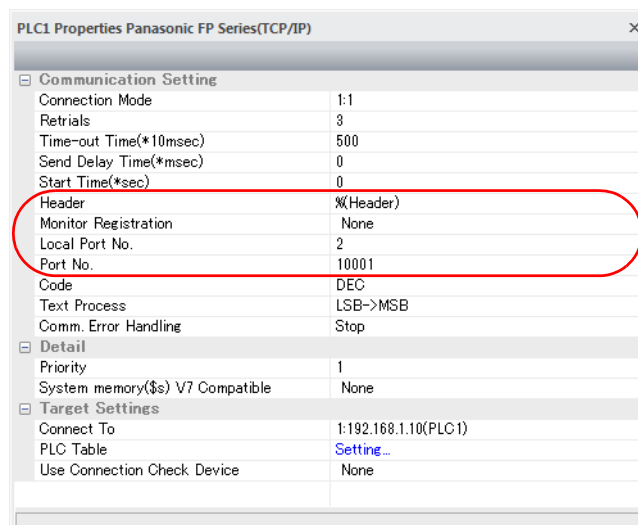 PLC1 Properties Panasonic FP Series(TCP/IP)
Communication Setting
Connection Mode 1:1
Retrials 3
Time-out Time(*10msec) 500
Send Delay Time(*msec) 0
Start Time(*sec) 0
Header %(Header)
Monitor Registration None
Local Port No. 2
Port No. 10001
Code DEC
Text Process LSB->MSB
Comm. Error Handling Stop
Detail
Priority 1
System memory($s) V7 Compatible None
Target Settings
Connect To 1:192.168.1.10(PLC1)
PLC Table Setting...
Use Connection Check Device None